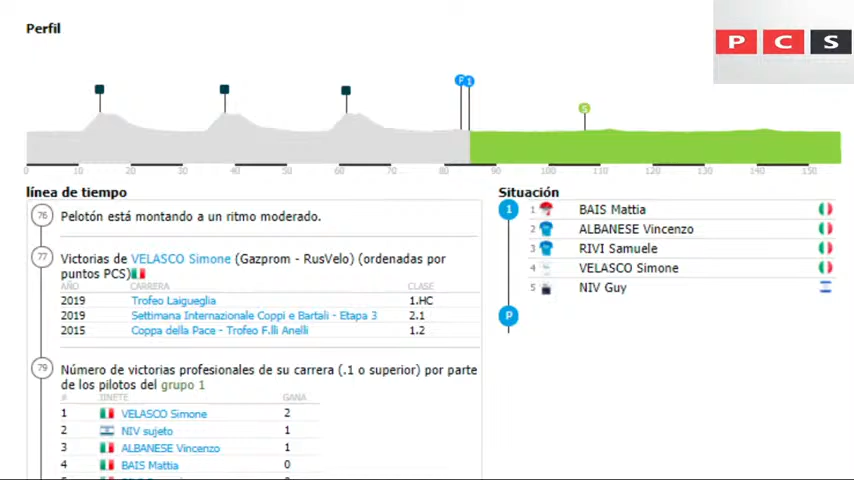 Perfil
P C S
P 1
S
0 10 20 30 40 50 60 70 80 90 100 110 120 130 140 150
línea de tiempo
76 Pelotón está montando a un ritmo moderado.
77 Victorias de VELASCO Simone (Gazprom - RusVelo) (ordenadas por
puntos PCS)
AÑO CARRERA CLASE
2019 Trofeo Laigueglia 1.HC
2019 Settimana Internazionale Coppi e Bartali - Etapa 3 2.1
2015 Coppa della Pace - Trofeo F.lli Anelli 1.2
79 Número de victorias profesionales de su carrera (.1 o superior) por parte
de los pilotos del grupo 1
# JINETE GANA
1 VELASCO Simone 2
2 NIV sujeto 1
3 ALBANESE Vincenzo 1
4 BAIS Mattia 0
Situación
1 1 BAIS Mattia
2 ALBANESE Vincenzo
3 RIVI Samuele
4 VELASCO Simone
5 NIV Guy
P